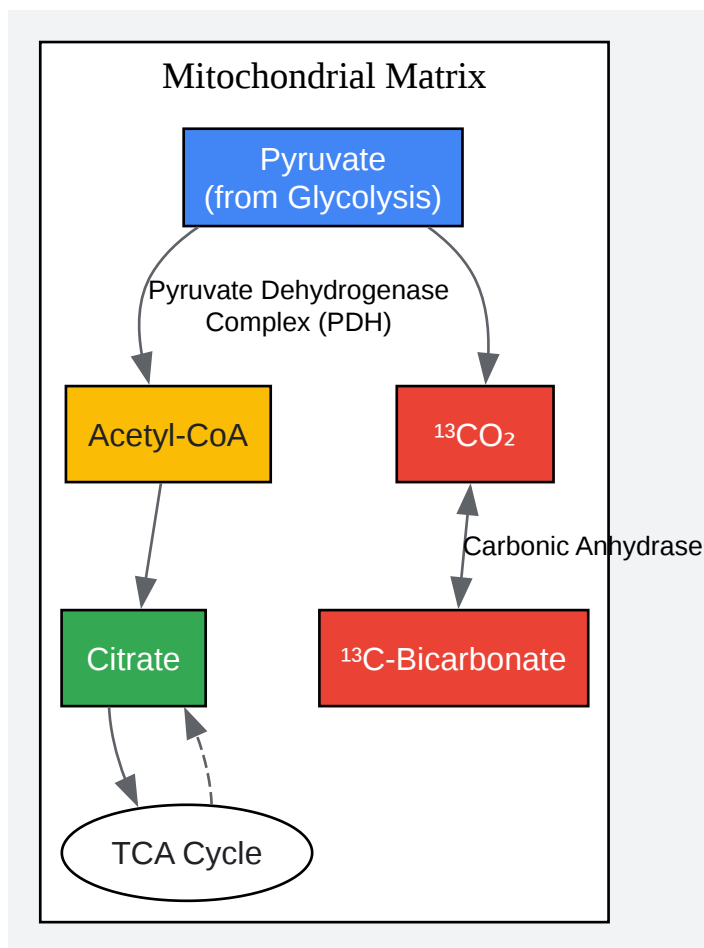 Mitochondrial Matrix
Pyruvate
(from Glycolysis)
Pyruvate Dehydrogenase
Complex (PDH)
Acetyl-CoA
¹³CO₂
Carbonic Anhydrase
Citrate
¹³C-Bicarbonate
TCA Cycle